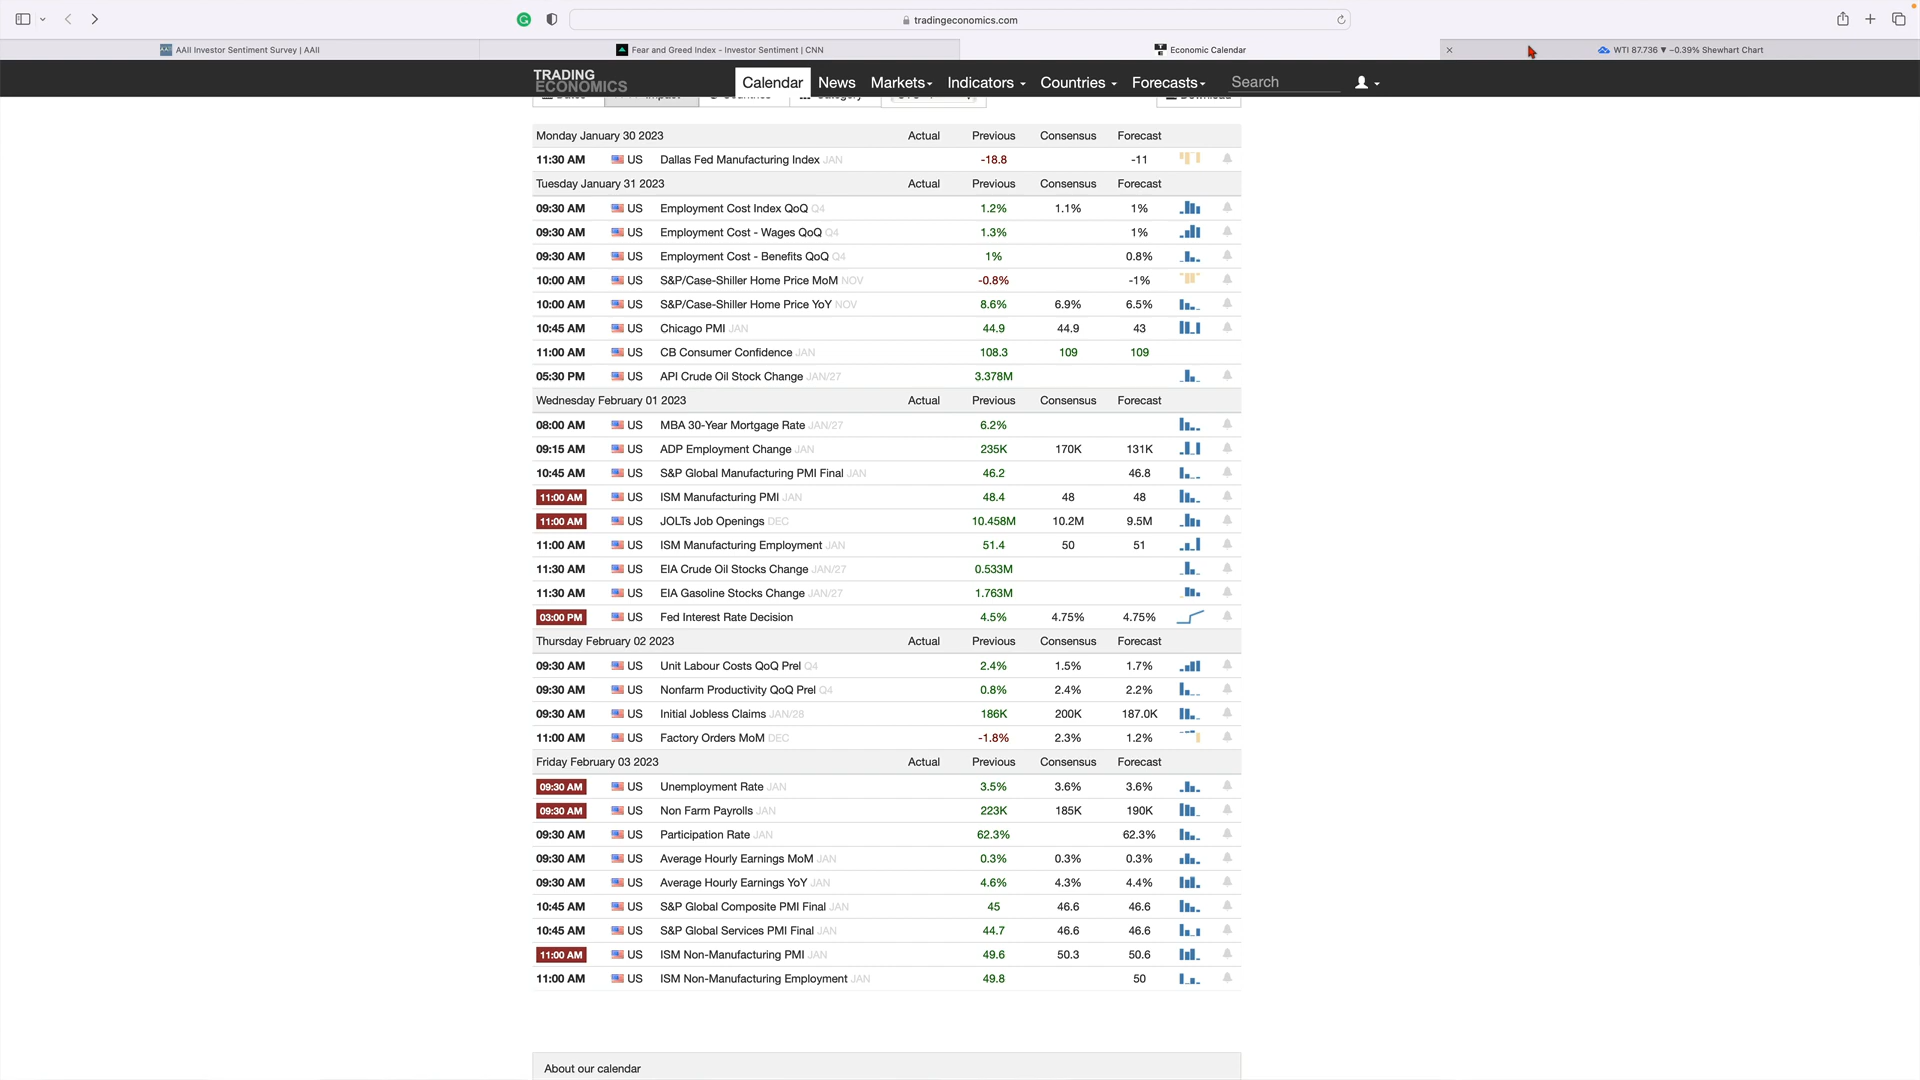 tradingeconomics.com
AAII Investor Sentiment Survey | AAII
Fear and Greed Index - Investor Sentiment | CNN
Economic Calendar
WTI 87.736 ▼ −0.39% Shewhart Chart
TRADING ECONOMICS
Calendar News Markets Indicators Countries Forecasts Search
Monday January 30 2023 Actual Previous Consensus Forecast
11:30 AM US Dallas Fed Manufacturing Index JAN -18.8 -11
Tuesday January 31 2023 Actual Previous Consensus Forecast
09:30 AM US Employment Cost Index QoQ Q4 1.2% 1.1% 1%
09:30 AM US Employment Cost - Wages QoQ Q4 1.3% 1%
09:30 AM US Employment Cost - Benefits QoQ Q4 1% 0.8%
10:00 AM US S&P/Case-Shiller Home Price MoM NOV -0.8% -1%
10:00 AM US S&P/Case-Shiller Home Price YoY NOV 8.6% 6.9% 6.5%
10:45 AM US Chicago PMI JAN 44.9 44.9 43
11:00 AM US CB Consumer Confidence JAN 108.3 109 109
05:30 PM US API Crude Oil Stock Change JAN/27 3.378M
Wednesday February 01 2023 Actual Previous Consensus Forecast
08:00 AM US MBA 30-Year Mortgage Rate JAN/27 6.2%
09:15 AM US ADP Employment Change JAN 235K 170K 131K
10:45 AM US S&P Global Manufacturing PMI Final JAN 46.2 46.8
11:00 AM US ISM Manufacturing PMI JAN 48.4 48 48
11:00 AM US JOLTs Job Openings DEC 10.458M 10.2M 9.5M
11:00 AM US ISM Manufacturing Employment JAN 51.4 50 51
11:30 AM US EIA Crude Oil Stocks Change JAN/27 0.533M
11:30 AM US EIA Gasoline Stocks Change JAN/27 1.763M
03:00 PM US Fed Interest Rate Decision 4.5% 4.75% 4.75%
Thursday February 02 2023 Actual Previous Consensus Forecast
09:30 AM US Unit Labour Costs QoQ Prel Q4 2.4% 1.5% 1.7%
09:30 AM US Nonfarm Productivity QoQ Prel Q4 0.8% 2.4% 2.2%
09:30 AM US Initial Jobless Claims JAN/28 186K 200K 187.0K
11:00 AM US Factory Orders MoM DEC -1.8% 2.3% 1.2%
Friday February 03 2023 Actual Previous Consensus Forecast
09:30 AM US Unemployment Rate JAN 3.5% 3.6% 3.6%
09:30 AM US Non Farm Payrolls JAN 223K 185K 190K
09:30 AM US Participation Rate JAN 62.3% 62.3%
09:30 AM US Average Hourly Earnings MoM JAN 0.3% 0.3% 0.3%
09:30 AM US Average Hourly Earnings YoY JAN 4.6% 4.3% 4.4%
10:45 AM US S&P Global Composite PMI Final JAN 45 46.6 46.6
10:45 AM US S&P Global Services PMI Final JAN 44.7 46.6 46.6
11:00 AM US ISM Non-Manufacturing PMI JAN 49.6 50.3 50.6
11:00 AM US ISM Non-Manufacturing Employment JAN 49.8 50
About our calendar